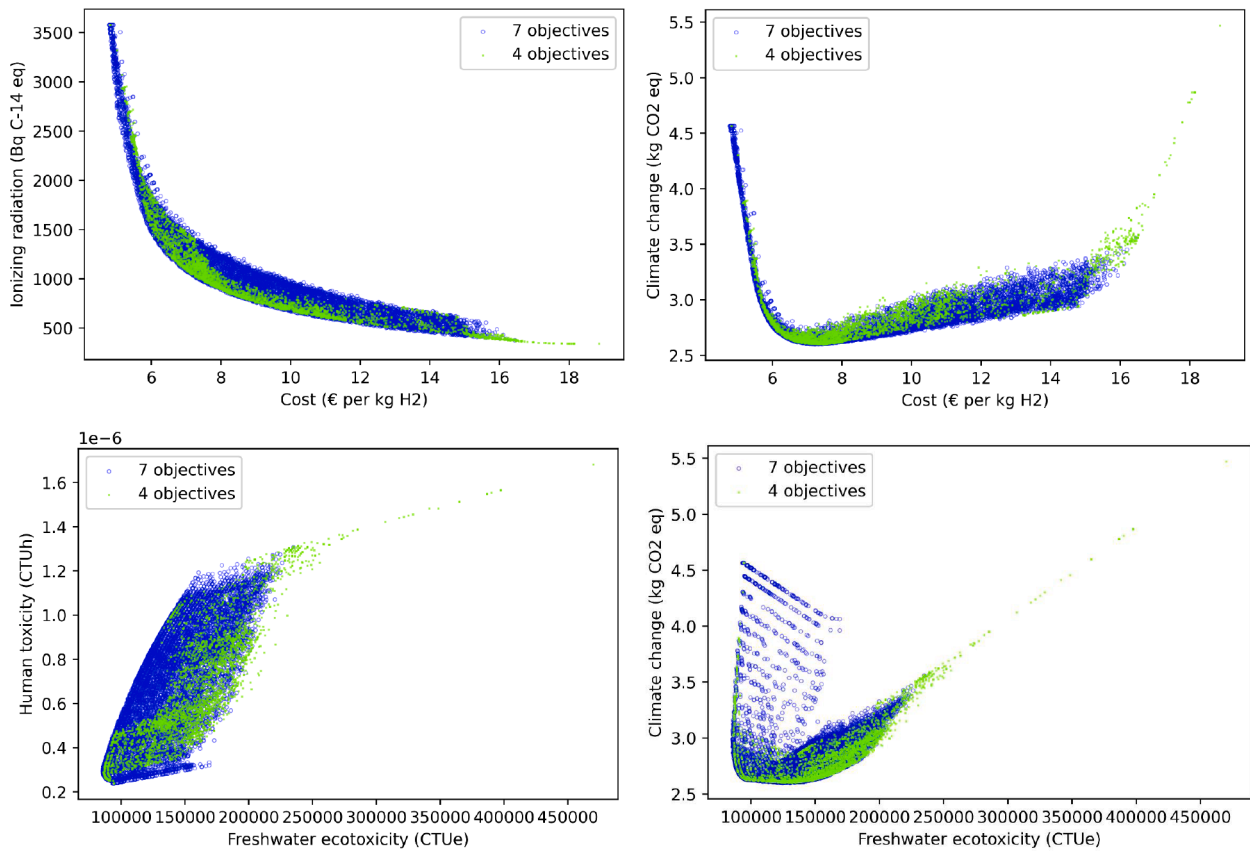 3500
3000
2500
2000
1500
1000
500
Ionizing radiation (Bq C-14 eq)
7 objectives
4 objectives
6 8 10 12 14 16 18
Cost (€ per kg H2)
5.5
5.0
4.5
4.0
3.5
3.0
2.5
Climate change (kg CO2 eq)
7 objectives
4 objectives
6 8 10 12 14 16 18
Cost (€ per kg H2)
1e−6
1.6
1.4
1.2
1.0
0.8
0.6
0.4
0.2
Human toxicity (CTUh)
7 objectives
4 objectives
100000 150000 200000 250000 300000 350000 400000 450000
Freshwater ecotoxicity (CTUe)
5.5
5.0
4.5
4.0
3.5
3.0
2.5
Climate change (kg CO2 eq)
7 objectives
4 objectives
100000 150000 200000 250000 300000 350000 400000 450000
Freshwater ecotoxicity (CTUe)